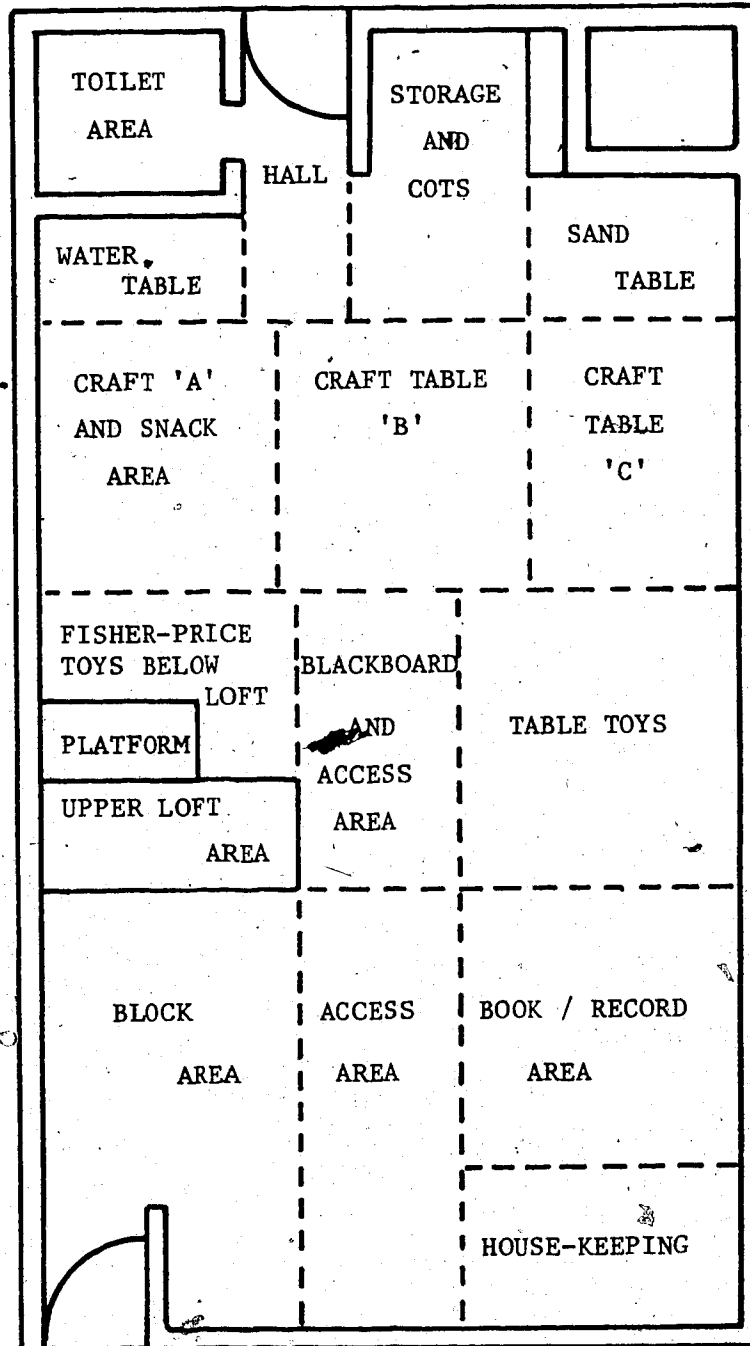 TOILET
AREA
STORAGE
AND
COTS
HALL
WATER
TABLE
SAND
TABLE
CRAFT 'A'
AND SNACK
AREA
CRAFT TABLE
'B'
CRAFT
TABLE
'C'
FISHER-PRICE
TOYS BELOW
LOFT
PLATFORM
UPPER LOFT
AREA
BLACKBOARD
AND
ACCESS
AREA
TABLE TOYS
BLOCK
AREA
ACCESS
AREA
BOOK / RECORD
AREA
HOUSE-KEEPING